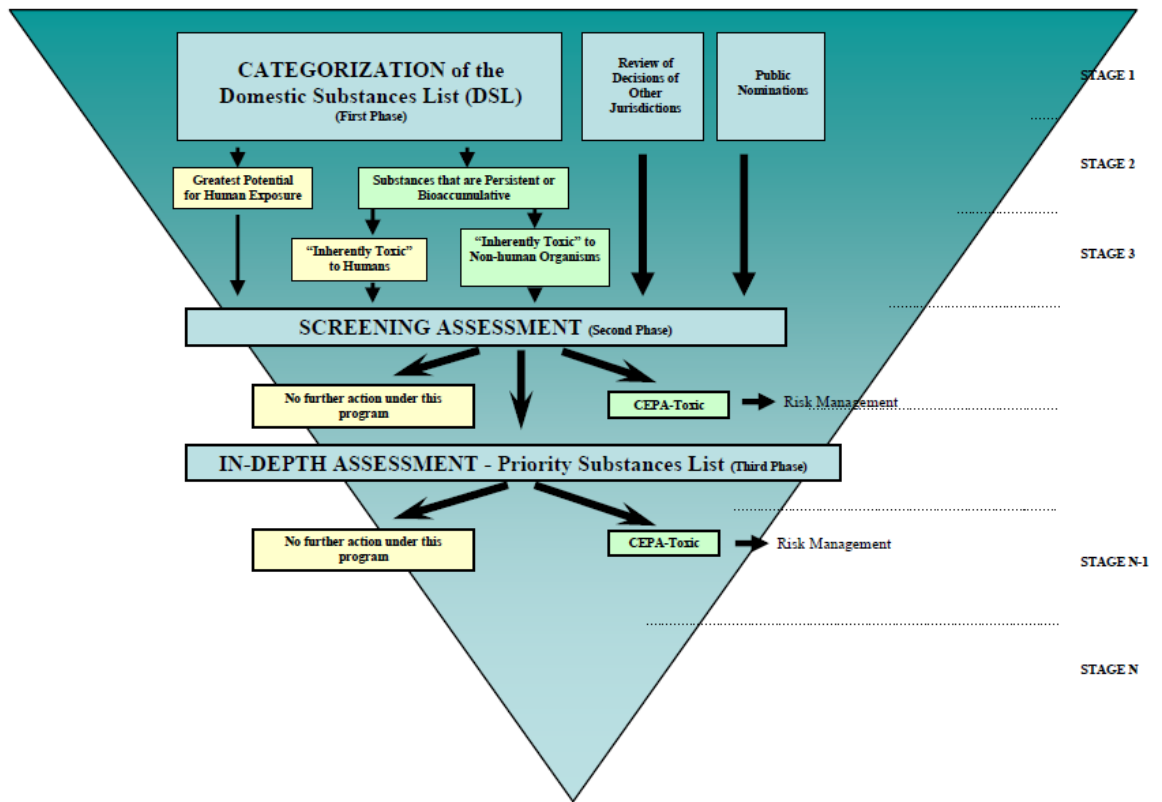 CATEGORIZATION of the
Domestic Substances List (DSL)
(First Phase)
Review of
Decisions of
Other
Jurisdictions
Public
Nominations
STAGE 1
Greatest Potential
for Human Exposure
Substances that are Persistent or
Bioaccumulative
STAGE 2
“Inherently Toxic”
to Humans
“Inherently Toxic” to
Non-human Organisms
STAGE 3
SCREENING ASSESSMENT (Second Phase)
No further action under this
program
CEPA-Toxic
Risk Management
IN-DEPTH ASSESSMENT - Priority Substances List (Third Phase)
No further action under this
program
CEPA-Toxic
Risk Management
STAGE N-1
STAGE N